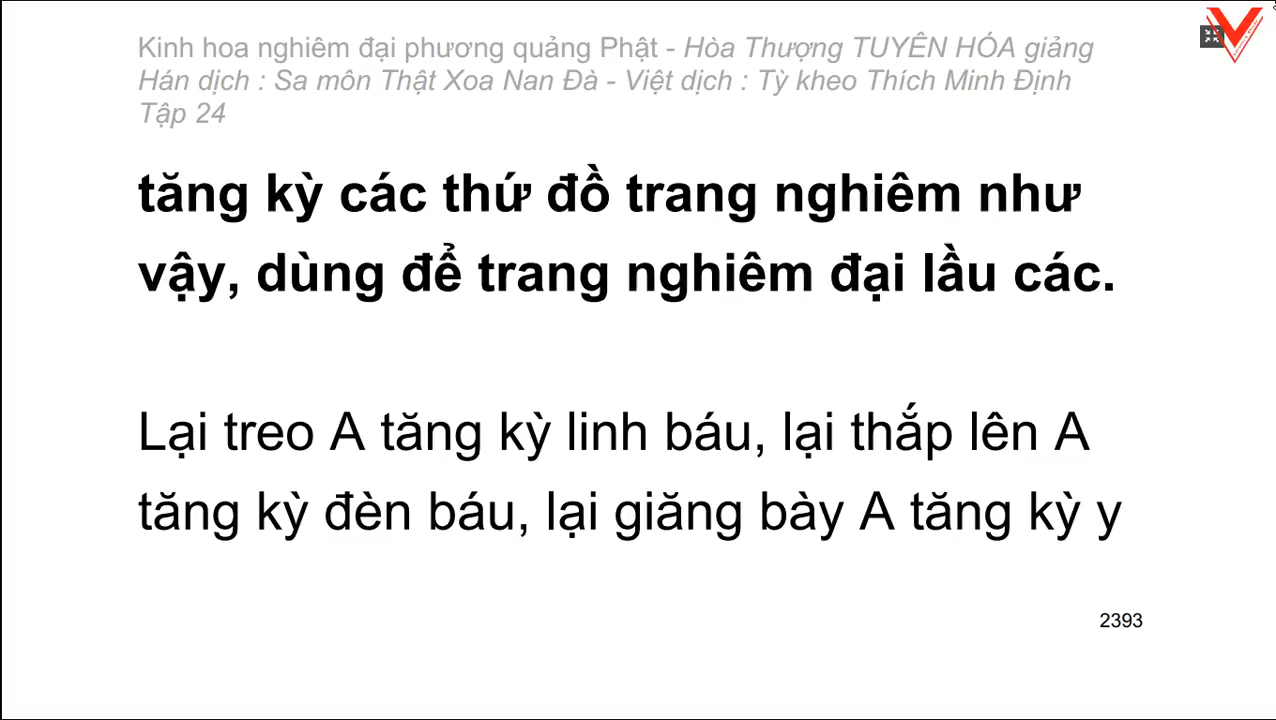 Kinh hoa nghiêm đại phương quảng Phật - Hòa Thượng TUYÊN HÓA giảng
Hán dịch : Sa môn Thật Xoa Nan Đà - Việt dịch : Tỳ kheo Thích Minh Định
Tập 24
tăng kỳ các thứ đồ trang nghiêm như
vậy, dùng để trang nghiêm đại lầu các.
Lại treo A tăng kỳ linh báu, lại thắp lên A
tăng kỳ đèn báu, lại giăng bày A tăng kỳ y
2393